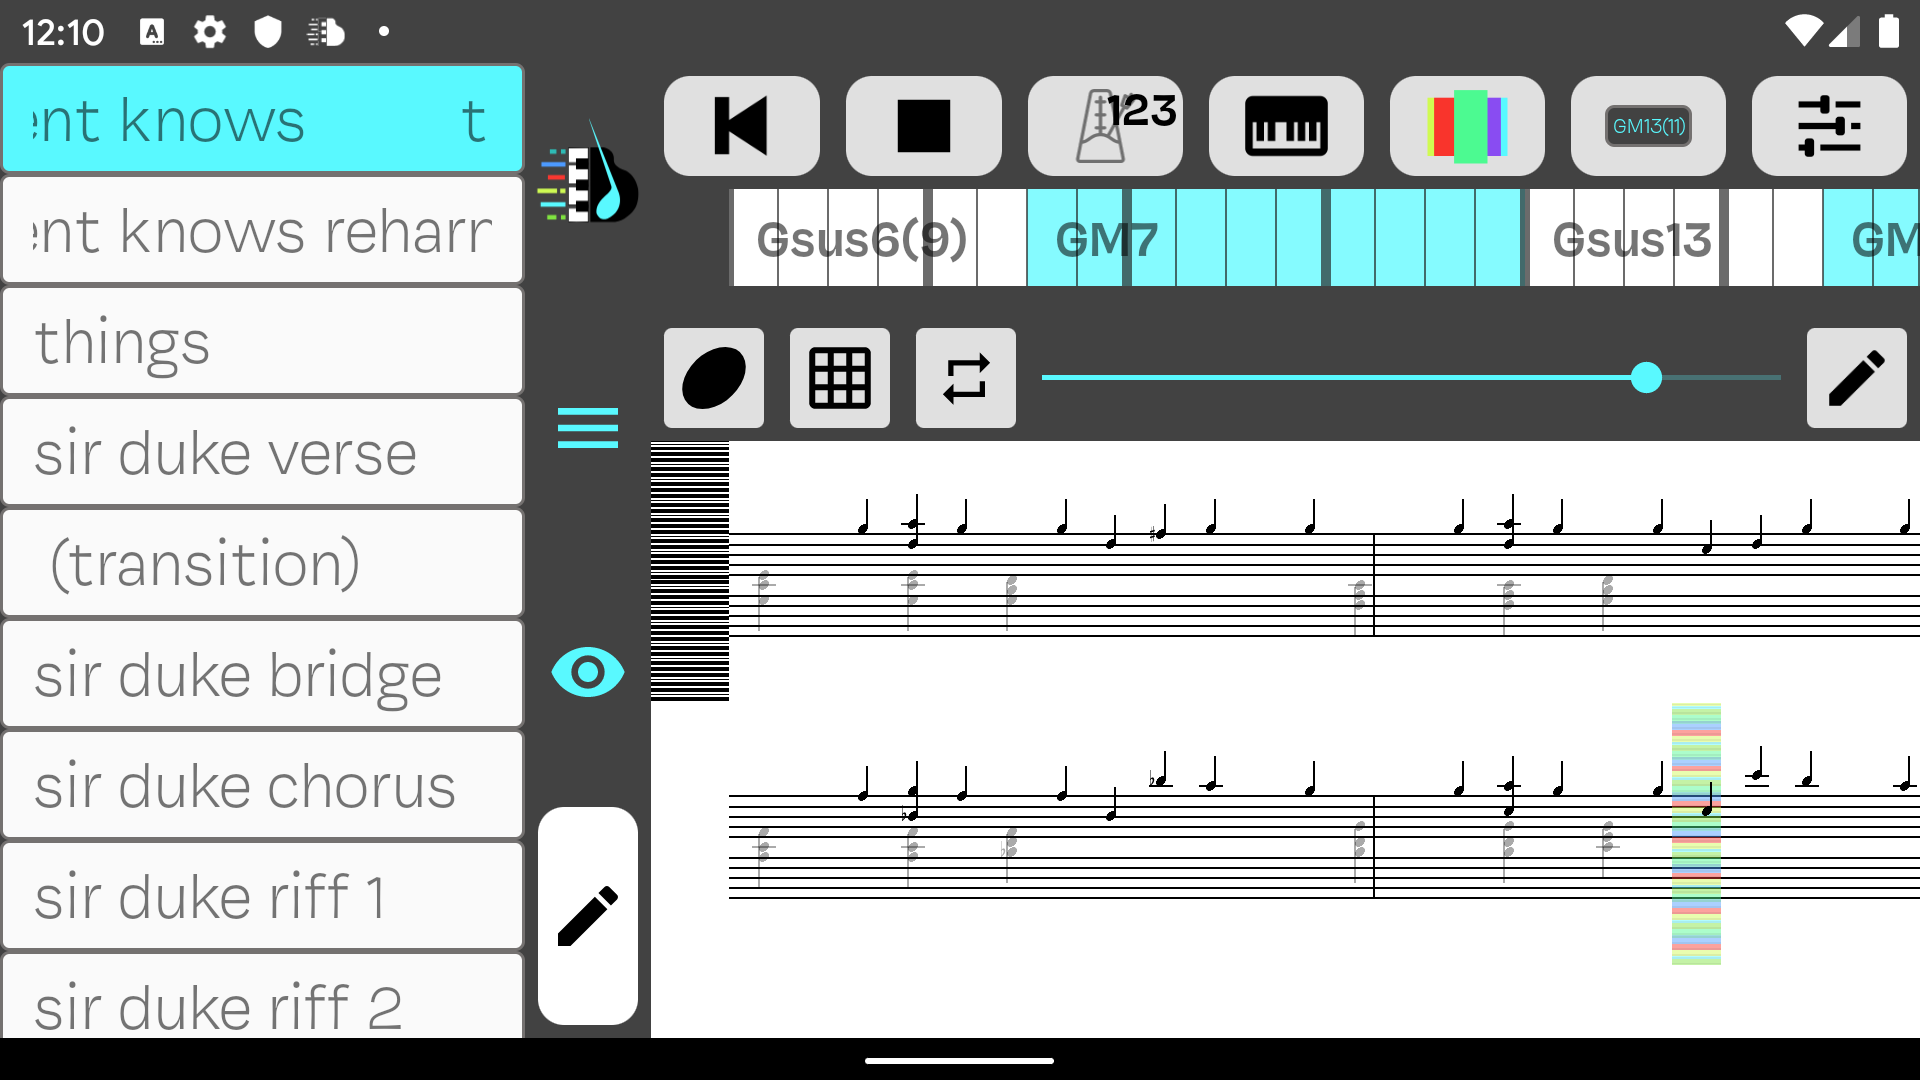 12:10
nt knows t
nt knows rehar
things
sir duke verse
(transition)
sir duke bridge
sir duke chorus
sir duke riff 1
sir duke riff 2
123
GM13(11)
Gsus6(9) GM7 Gsus13 GM